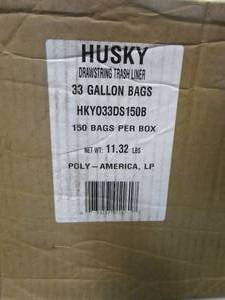 HUSKY
DRAWSTRING TRASH LINER
33 GALLON BAGS
HKY033DS150B
150 BAGS PER BOX
NET WT: 11.32 LBS
POLY-AMERICA, LP